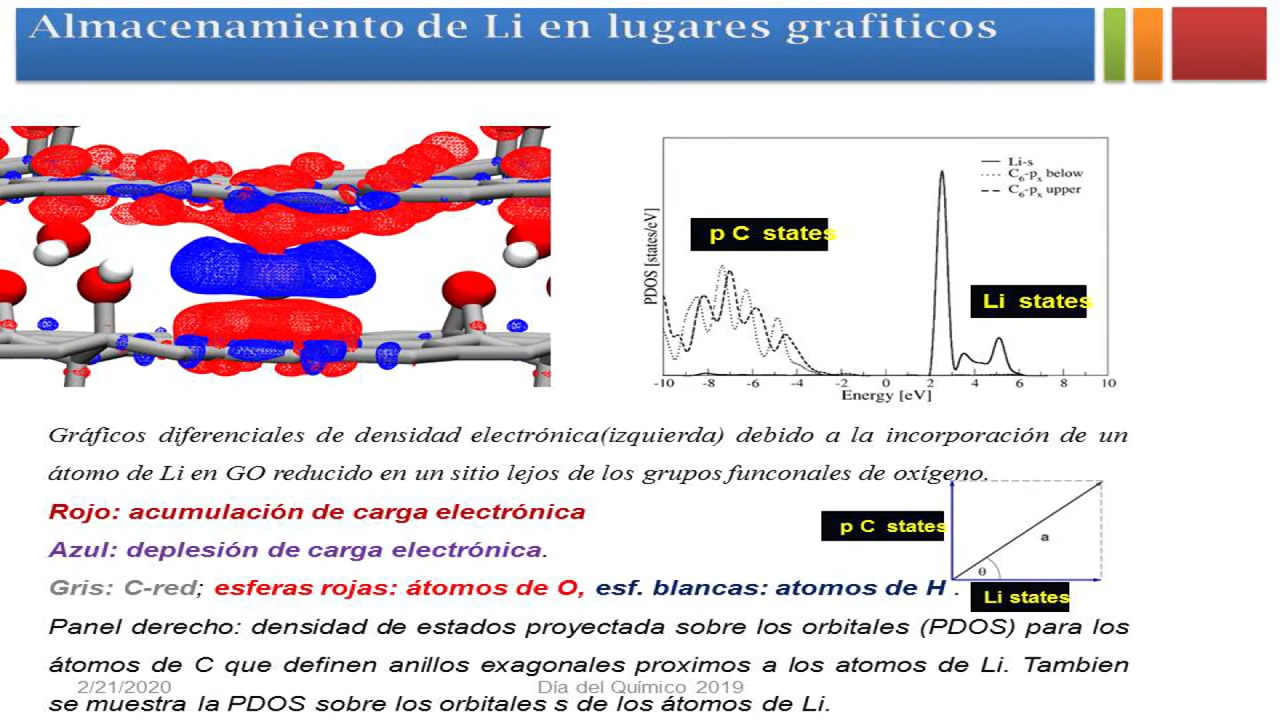 Almacenamiento de Li en lugares grafiticos
Li-s
C6-px below
C6-px upper
p C states
Li states
PDOS [states/eV]
-10 -8 -6 -4 -2 0 2 4 6 8 10
Energy [eV]
Gráficos diferenciales de densidad electrónica(izquierda) debido a la incorporación de un
átomo de Li en GO reducido en un sitio lejos de los grupos funconales de oxígeno.
Rojo: acumulación de carga electrónica
p C states
a
θ
Li states
Azul: deplesión de carga electrónica.
Gris: C-red; esferas rojas: átomos de O, esf. blancas: atomos de H .
Panel derecho: densidad de estados proyectada sobre los orbitales (PDOS) para los
átomos de C que definen anillos exagonales proximos a los atomos de Li. Tambien
se muestra la PDOS sobre los orbitales s de los átomos de Li.
2/21/2020
Día del Químico 2019